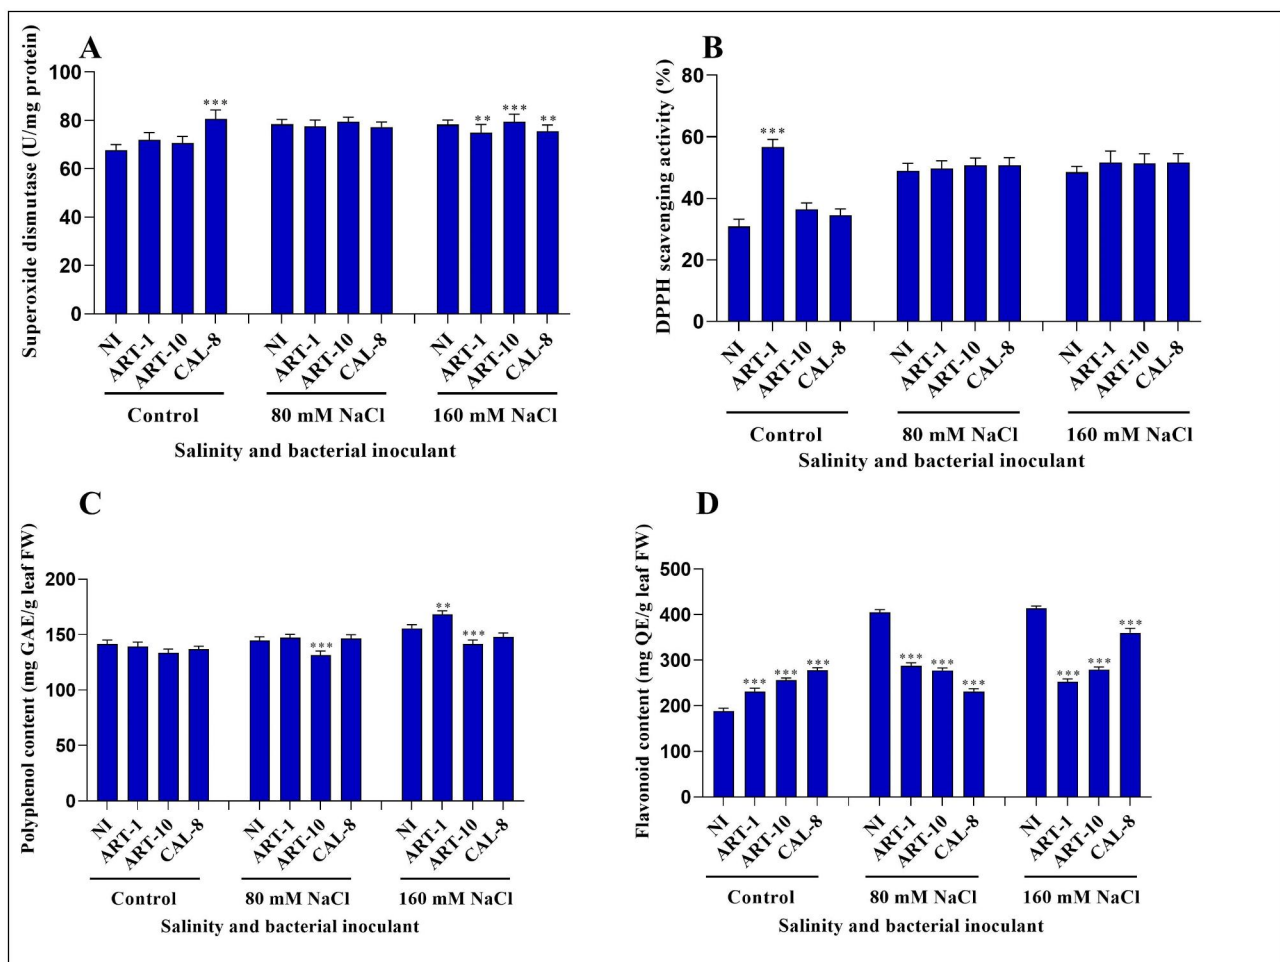 A
Superoxide dismutase (U/mg protein)
100
80
60
40
20
0
***
**
***
**
NI
ART-1
ART-10
CAL-8
NI
ART-1
ART-10
CAL-8
NI
ART-1
ART-10
CAL-8
Control
80 mM NaCl
160 mM NaCl
Salinity and bacterial inoculant
B
DPPH scavenging activity (%)
80
60
40
20
0
***
NI
ART-1
ART-10
CAL-8
NI
ART-1
ART-10
CAL-8
NI
ART-1
ART-10
CAL-8
Control
80 mM NaCl
160 mM NaCl
Salinity and bacterial inoculant
C
Polyphenol content (mg GAE/g leaf FW)
200
150
100
50
0
***
**
***
NI
ART-1
ART-10
CAL-8
NI
ART-1
ART-10
CAL-8
NI
ART-1
ART-10
CAL-8
Control
80 mM NaCl
160 mM NaCl
Salinity and bacterial inoculant
D
Flavonoid content (mg QE/g leaf FW)
500
400
300
200
100
0
***
***
***
***
***
***
***
***
***
NI
ART-1
ART-10
CAL-8
NI
ART-1
ART-10
CAL-8
NI
ART-1
ART-10
CAL-8
Control
80 mM NaCl
160 mM NaCl
Salinity and bacterial inoculant